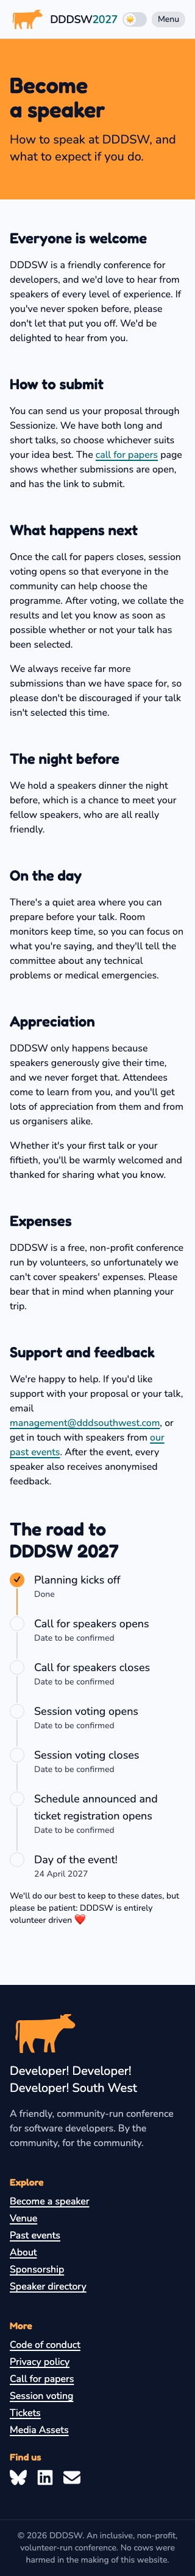 DDDSW2027
Menu
Become
a speaker
How to speak at DDDSW, and
what to expect if you do.
Everyone is welcome
DDDSW is a friendly conference for
developers, and we'd love to hear from
speakers of every level of experience. If
you've never spoken before, please
don't let that put you off. We'd be
delighted to hear from you.
How to submit
You can send us your proposal through
Sessionize. We have both long and
short talks, so choose whichever suits
your idea best. The call for papers page
shows whether submissions are open,
and has the link to submit.
What happens next
Once the call for papers closes, session
voting opens so that everyone in the
community can help choose the
programme. After voting, we collate the
results and let you know as soon as
possible whether or not your talk has
been selected.
We always receive far more
submissions than we have space for, so
please don't be discouraged if your talk
isn't selected this time.
The night before
We hold a speakers dinner the night
before, which is a chance to meet your
fellow speakers, who are all really
friendly.
On the day
There's a quiet area where you can
prepare before your talk. Room
monitors keep time, so you can focus on
what you're saying, and they'll tell the
committee about any technical
problems or medical emergencies.
Appreciation
DDDSW only happens because
speakers generously give their time,
and we never forget that. Attendees
come to learn from you, and you'll get
lots of appreciation from them and from
us organisers alike.
Whether it's your first talk or your
fiftieth, you'll be warmly welcomed and
thanked for sharing what you know.
Expenses
DDDSW is a free, non-profit conference
run by volunteers, so unfortunately we
can't cover speakers' expenses. Please
bear that in mind when planning your
trip.
Support and feedback
We're happy to help. If you'd like
support with your proposal or your talk,
email
management@dddsouthwest.com, or
get in touch with speakers from our
past events. After the event, every
speaker also receives anonymised
feedback.
The road to
DDDSW 2027
Planning kicks off
Done
Call for speakers opens
Date to be confirmed
Call for speakers closes
Date to be confirmed
Session voting opens
Date to be confirmed
Session voting closes
Date to be confirmed
Schedule announced and
ticket registration opens
Date to be confirmed
Day of the event!
24 April 2027
We'll do our best to keep to these dates, but
please be patient: DDDSW is entirely
volunteer driven ❤️
Developer! Developer!
Developer! South West
A friendly, community-run conference
for software developers. By the
community, for the community.
Explore
Become a speaker
Venue
Past events
About
Sponsorship
Speaker directory
More
Code of conduct
Privacy policy
Call for papers
Session voting
Tickets
Media Assets
Find us
© 2026 DDDSW. An inclusive, non-profit,
volunteer-run conference. No cows were
harmed in the making of this website.